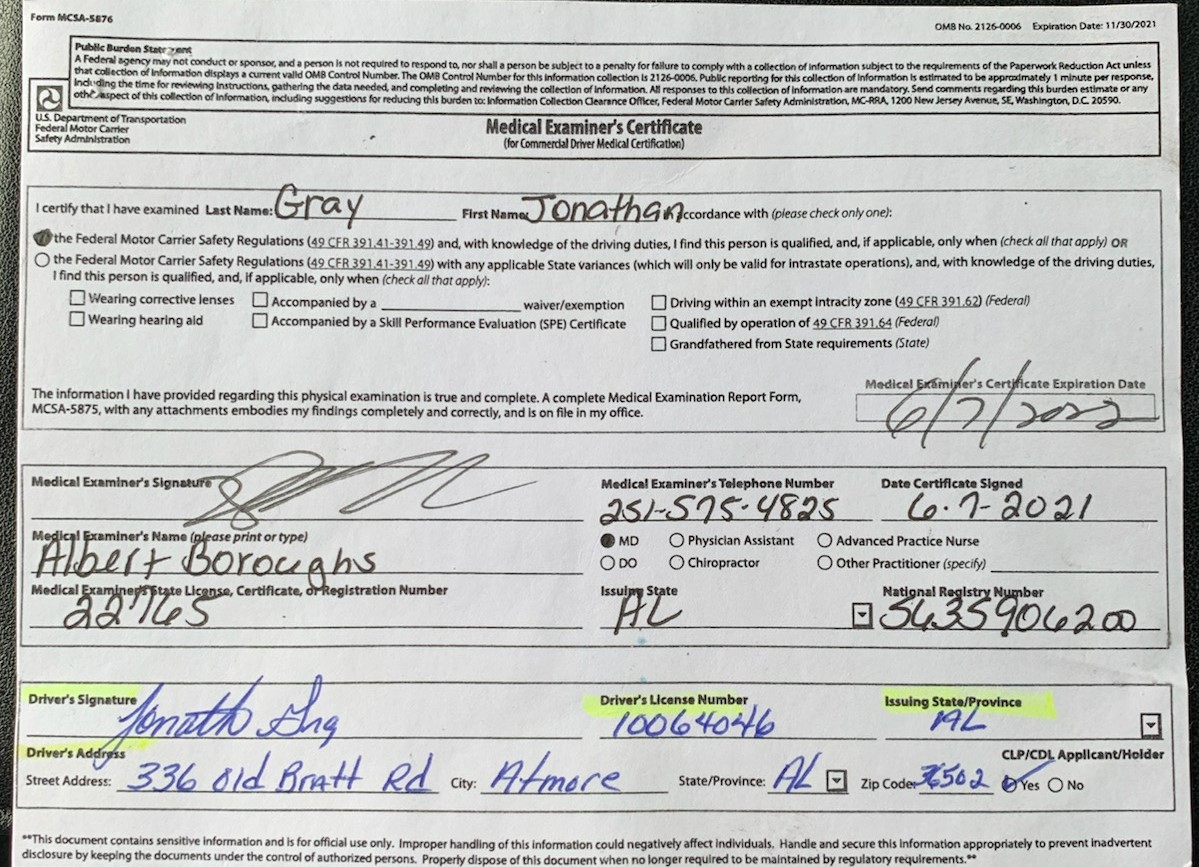 Form MCSA-5876
OMB No. 2126-0006 Expiration Date: 11/30/2021
Public Burden Statement
A Federal agency may not conduct or sponsor, and a person is not required to respond to, nor shall a person be subject to a penalty for failure to comply with a collection of information subject to the requirements of the Paperwork Reduction Act unless
that collection of information displays a current valid OMB Control Number. The OMB Control Number for this information collection is 2126-0006. Public reporting for this collection of information is estimated to be approximately 1 minute per response,
including the time for reviewing instructions, gathering the data needed, and completing and reviewing the collection of information. All responses to this collection of information are mandatory. Send comments regarding this burden estimate or any
other aspect of this collection of information, including suggestions for reducing this burden to: Information Collection Clearance Officer, Federal Motor Carrier Safety Administration, MC-RRA, 1200 New Jersey Avenue, SE, Washington, D.C. 20590.
U.S. Department of Transportation
Federal Motor Carrier
Safety Administration
Medical Examiner's Certificate
(for Commercial Driver Medical Certification)
I certify that I have examined Last Name: Gray First Name: Jonathan accordance with (please check only one):
the Federal Motor Carrier Safety Regulations (49 CFR 391.41-391.49) and, with knowledge of the driving duties, I find this person is qualified, and, if applicable, only when (check all that apply) OR
the Federal Motor Carrier Safety Regulations (49 CFR 391.41-391.49) with any applicable State variances (which will only be valid for intrastate operations), and, with knowledge of the driving duties,
I find this person is qualified, and, if applicable, only when (check all that apply):
Wearing corrective lenses Accompanied by a waiver/exemption Driving within an exempt intracity zone (49 CFR 391.62) (Federal)
Wearing hearing aid Accompanied by a Skill Performance Evaluation (SPE) Certificate Qualified by operation of 49 CFR 391.64 (Federal)
Grandfathered from State requirements (State)
The information I have provided regarding this physical examination is true and complete. A complete Medical Examination Report Form,
MCSA-5875, with any attachments embodies my findings completely and correctly, and is on file in my office.
Medical Examiner's Certificate Expiration Date
6/7/2022
Medical Examiner's Signature
Medical Examiner's Telephone Number
251-575-4825
Date Certificate Signed
6-7-2021
Medical Examiner's Name (please print or type)
Albert Boroughs
MD Physician Assistant Advanced Practice Nurse
DO Chiropractor Other Practitioner (specify)
Medical Examiner's State License, Certificate, or Registration Number
22765
Issuing State
AL
National Registry Number
5635906200
Driver's Signature
Driver's License Number
10064046
Issuing State/Province
AL
Driver's Address
CLP/CDL Applicant/Holder
Street Address: 336 Old Bratt Rd City: Atmore State/Province: AL Zip Code: 36502 Yes No
**This document contains sensitive information and is for official use only. Improper handling of this information could negatively affect individuals. Handle and secure this information appropriately to prevent inadvertent
disclosure by keeping the documents under the control of authorized persons. Properly dispose of this document when no longer required to be maintained by regulatory requirements.**